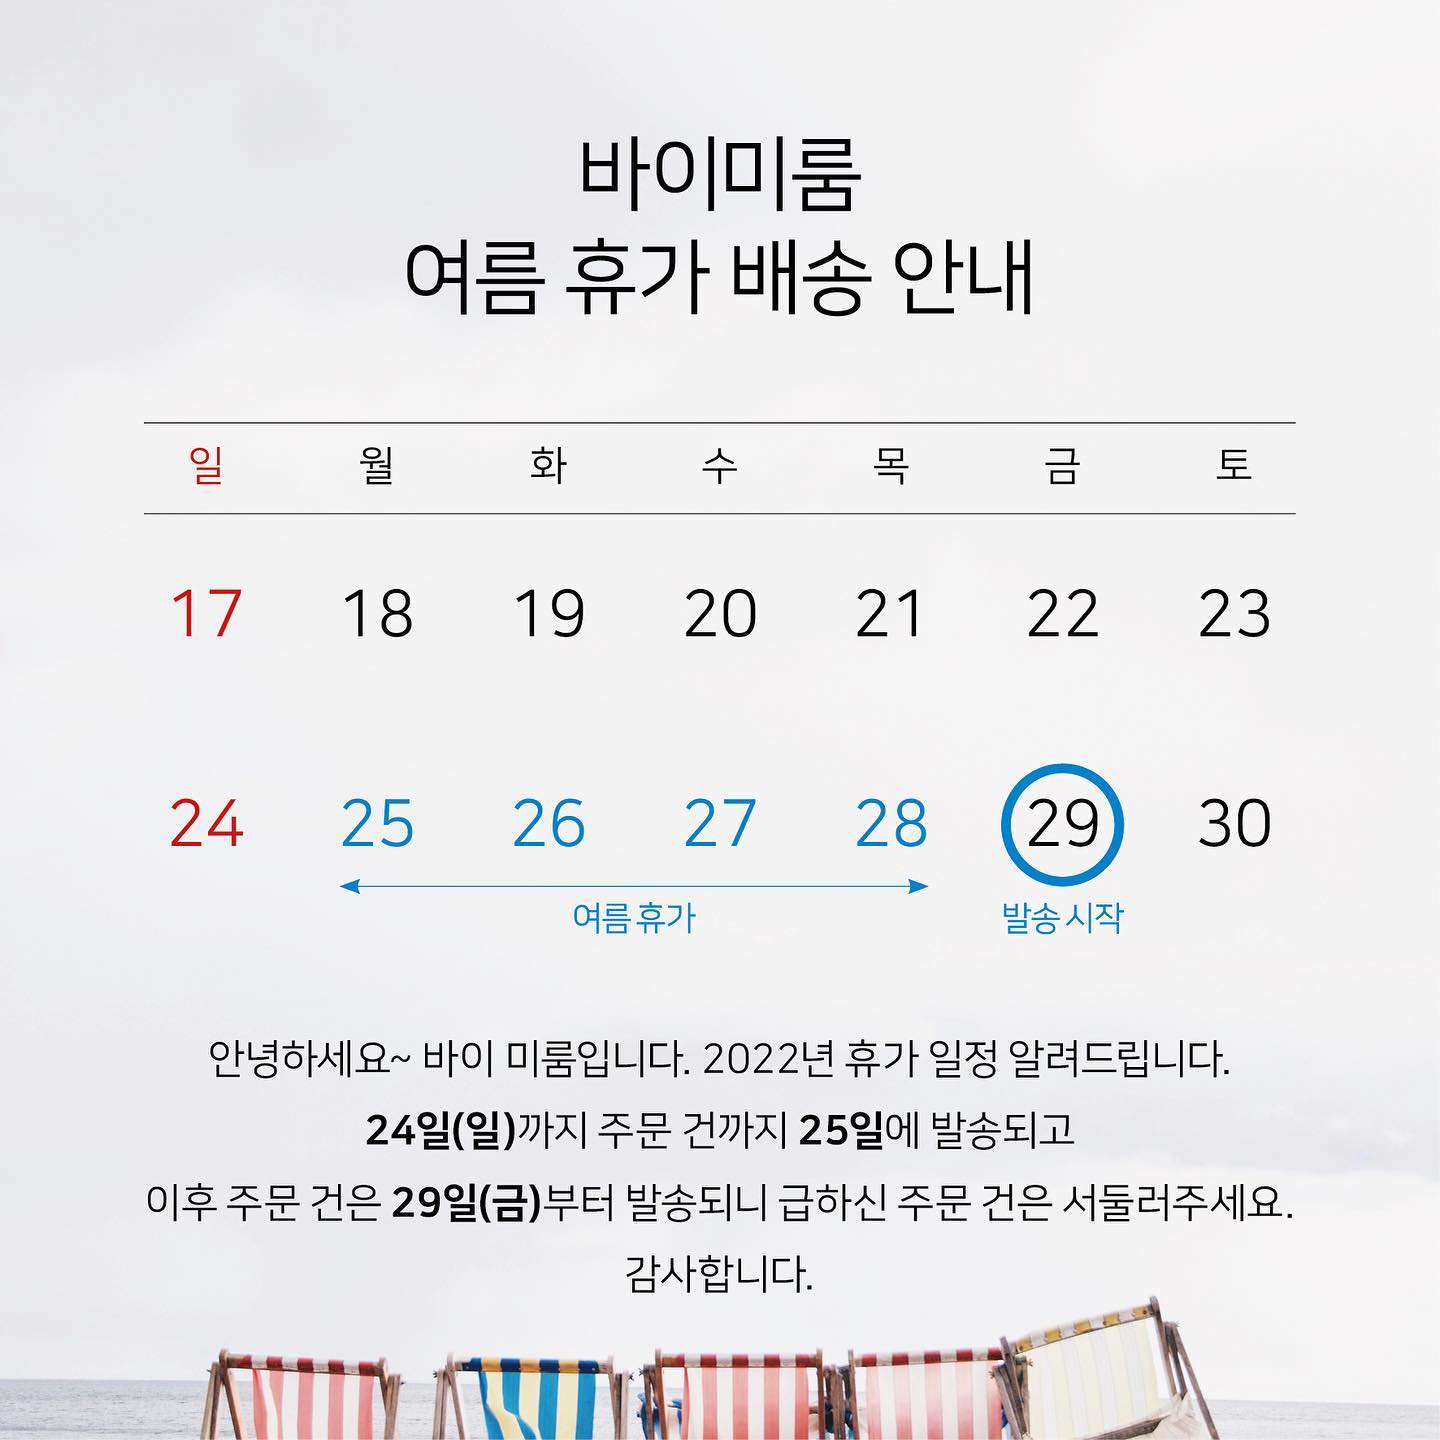 바이미룸
여름 휴가 배송 안내
일 월 화 수 목 금 토
17 18 19 20 21 22 23
24 25 26 27 28 29 30
여름 휴가 발송 시작
안녕하세요~ 바이 미룸입니다. 2022년 휴가 일정 알려드립니다.
24일(일)까지 주문 건까지 25일에 발송되고
이후 주문 건은 29일(금)부터 발송되니 급하신 주문 건은 서둘러주세요.
감사합니다.